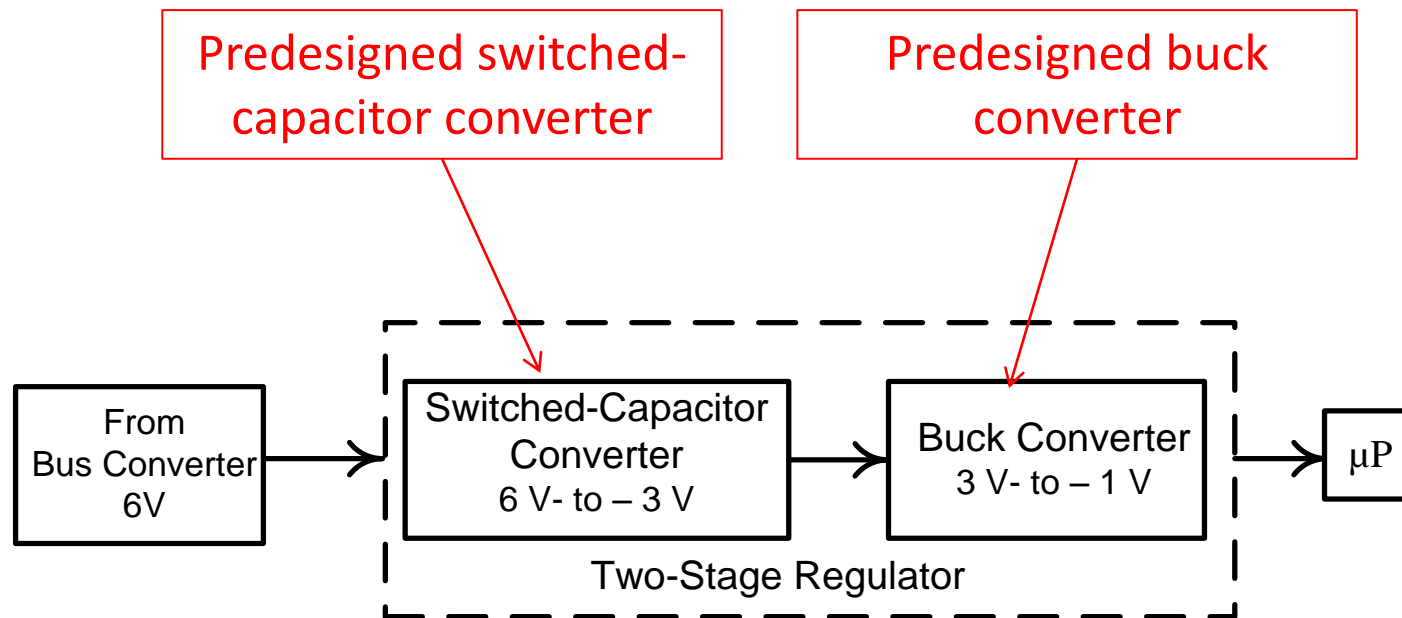 Predesigned switched-
capacitor converter
Predesigned buck
converter
From
Bus Converter
6V
Switched-Capacitor
Converter
6 V- to – 3 V
Buck Converter
3 V- to – 1 V
μP
Two-Stage Regulator